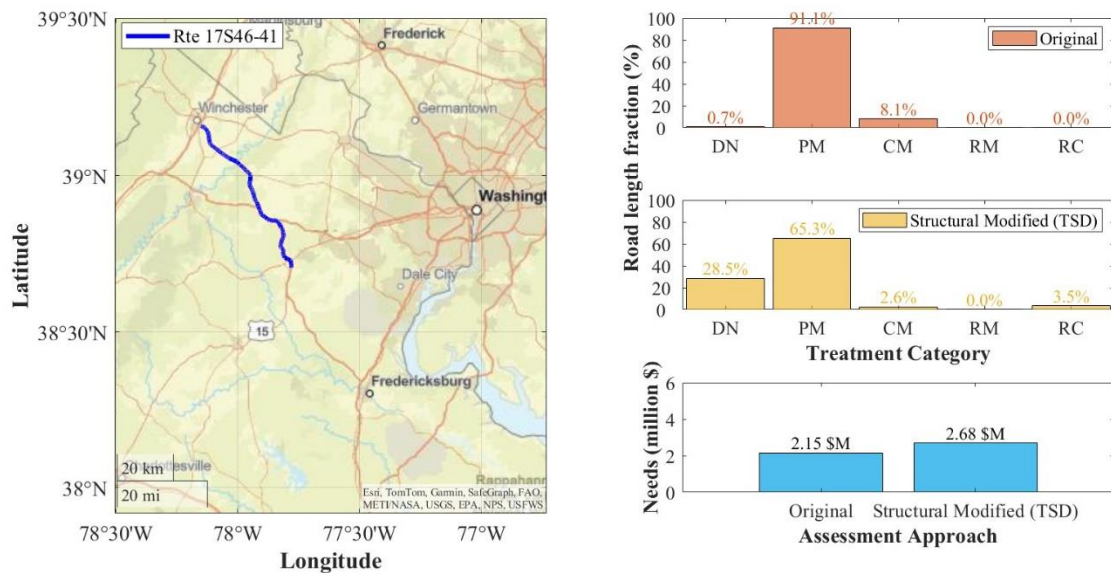 39°30'N
39°N
38°30'N
38°N
Latitude
Rte 17S46-41
Frederick
Winchester
Germantown
Washingt
Dale City
15
Fredericksburg
Charlottesville
Rappahann
20 km
20 mi
Esri, TomTom, Garmin, SafeGraph, FAO,
METI/NASA, USGS, EPA, NPS, USFWS
78°30'W
78°W
77°30'W
77°W
Longitude
Road length fraction (%)
100
80
60
40
20
0
Original
0.7%
91.1%
8.1%
0.0%
0.0%
DN
PM
CM
RM
RC
100
80
60
40
20
0
Structural Modified (TSD)
28.5%
65.3%
2.6%
0.0%
3.5%
DN
PM
CM
RM
RC
Treatment Category
Needs (million $)
6
4
2
0
2.15 $M
2.68 $M
Original
Structural Modified (TSD)
Assessment Approach